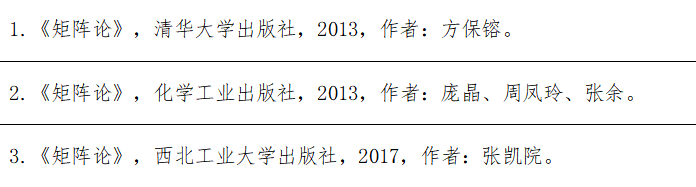 1.《矩阵论》，清华大学出版社，2013，作者：方保镕。
2.《矩阵论》，化学工业出版社，2013，作者：庞晶、周凤玲、张余。
3.《矩阵论》，西北工业大学出版社，2017，作者：张凯院。